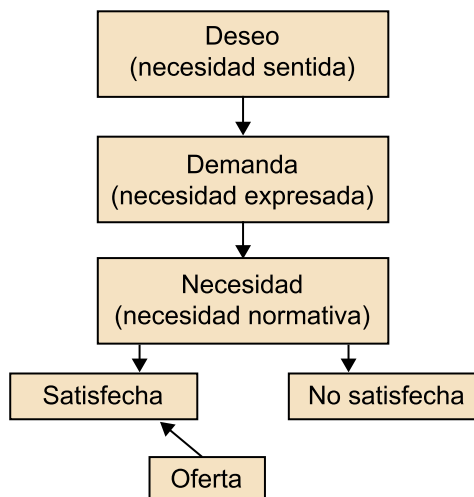 Deseo
(necesidad sentida)
Demanda
(necesidad expresada)
Necesidad
(necesidad normativa)
Satisfecha
No satisfecha
Oferta